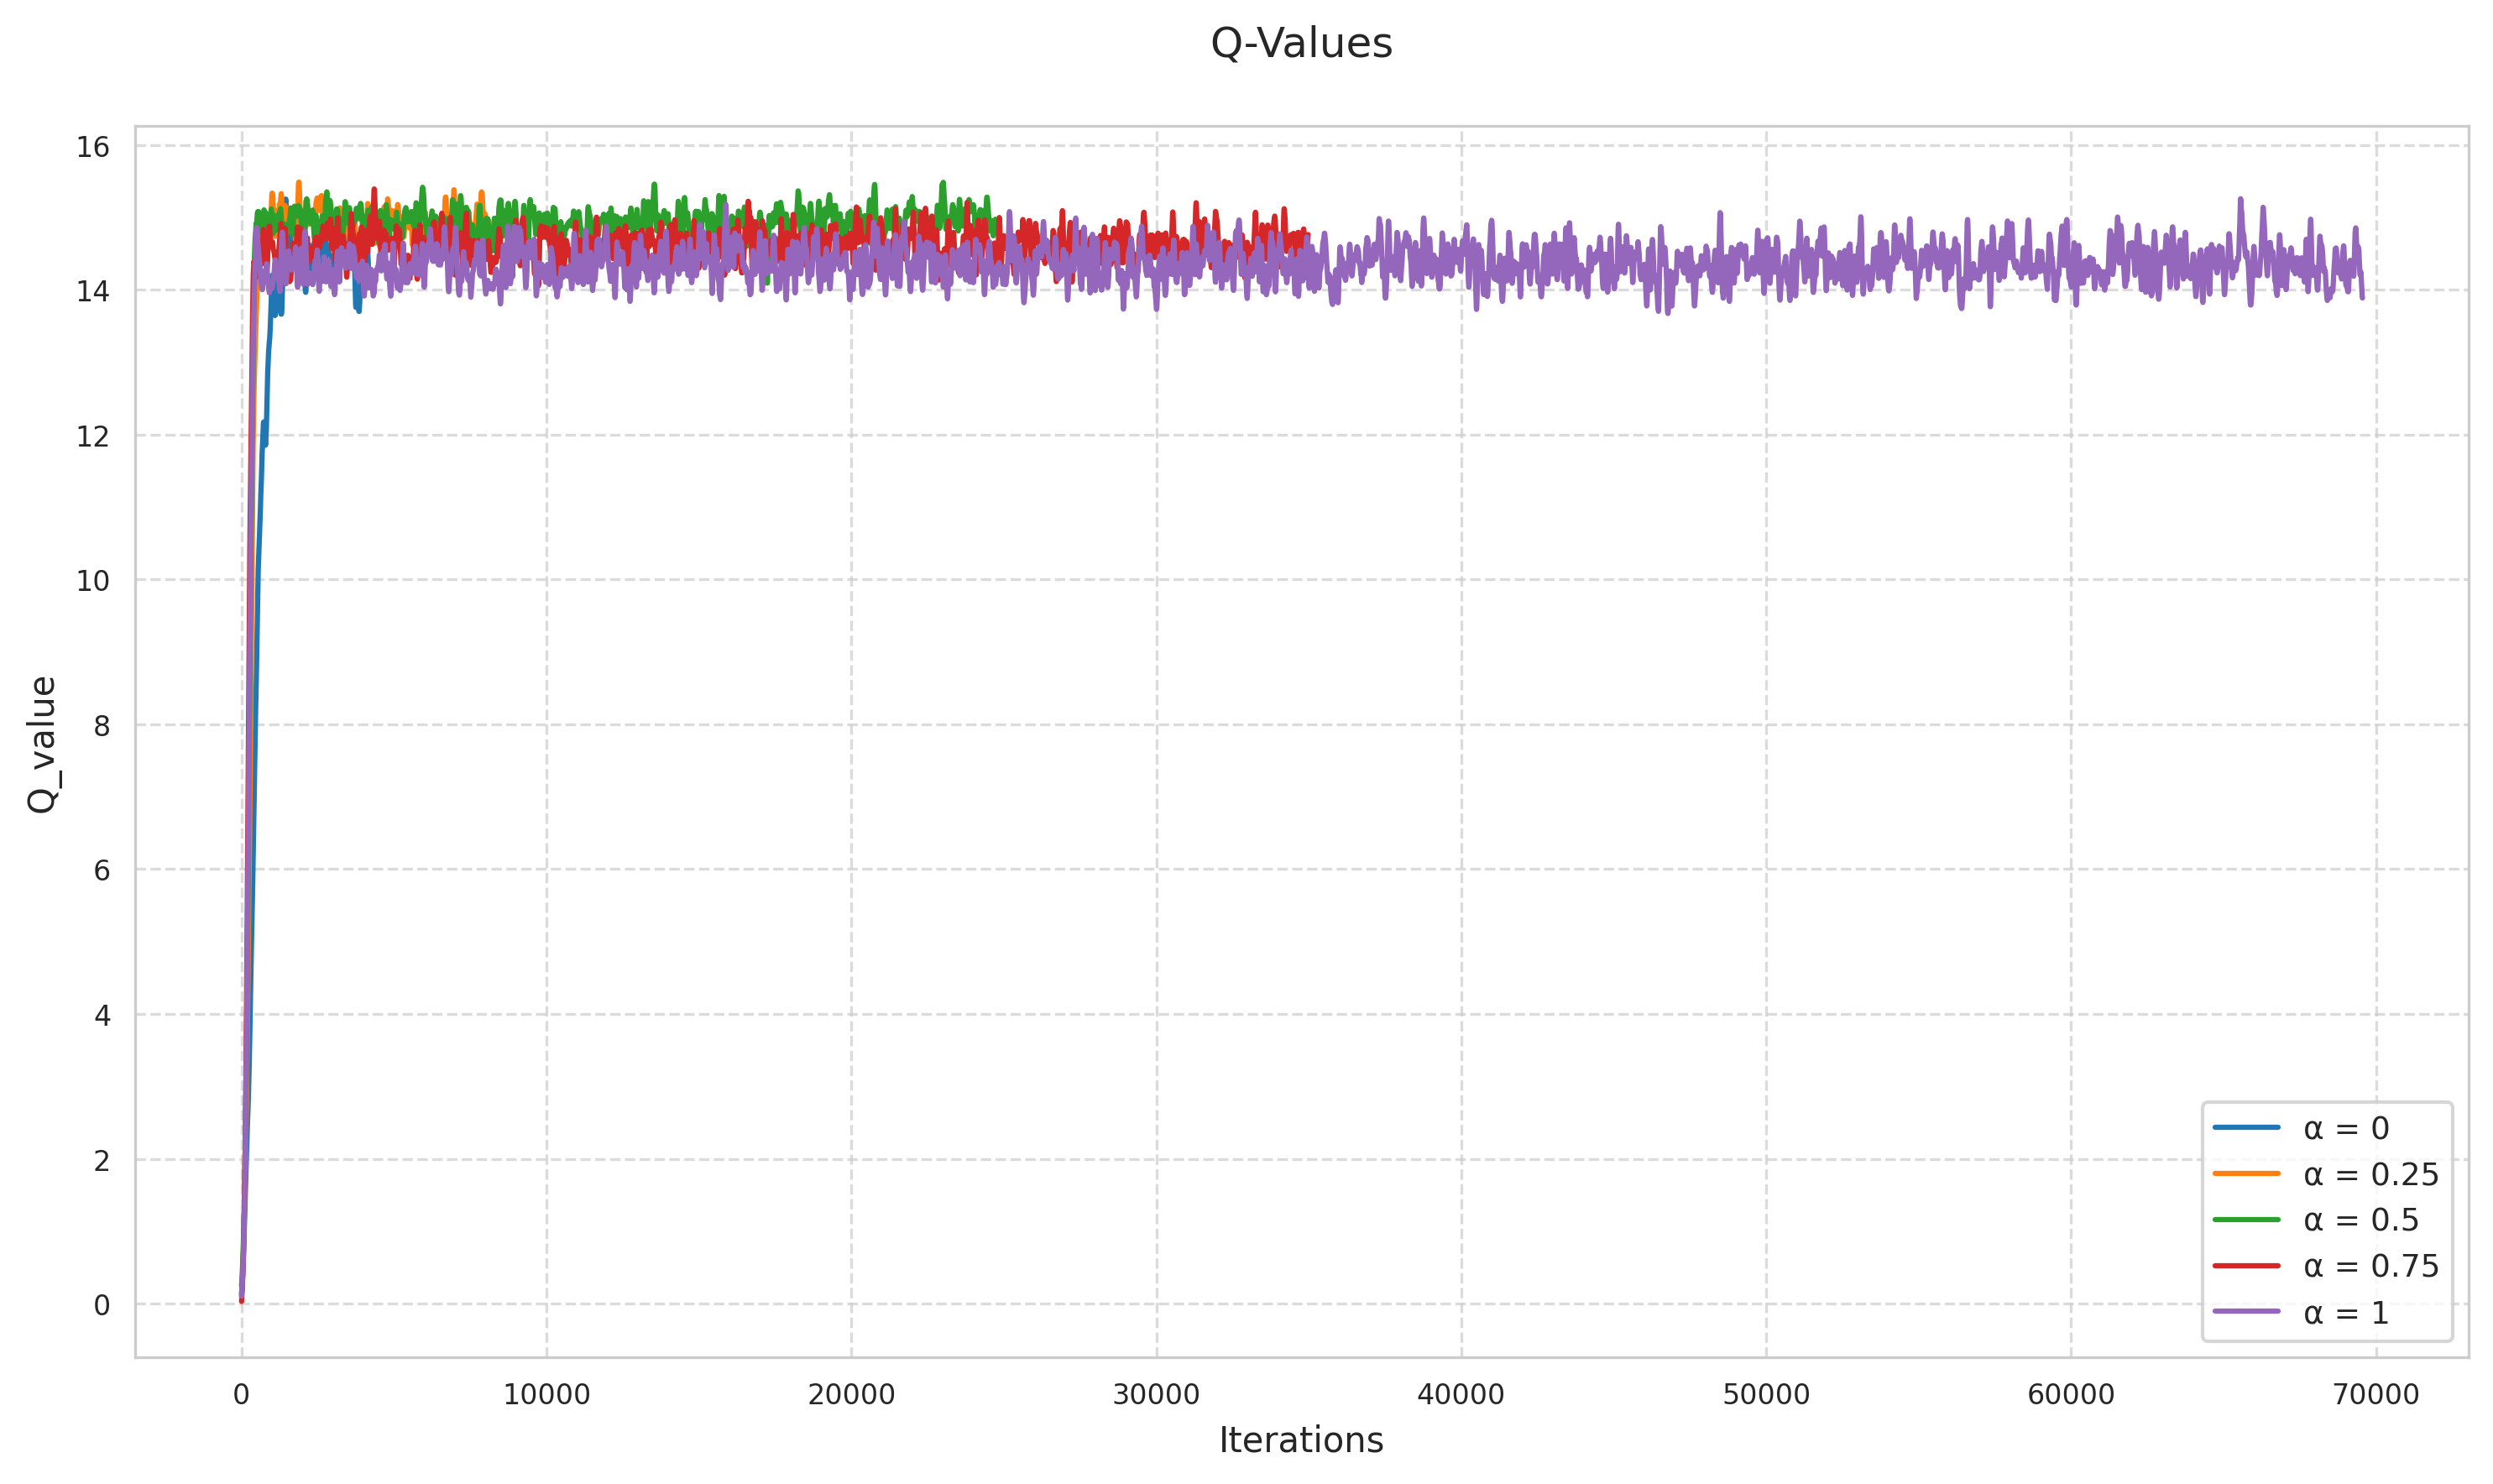 Q-Values
Q_value
16
14
12
10
8
6
4
2
0
0 10000 20000 30000 40000 50000 60000 70000
Iterations
α = 0
α = 0.25
α = 0.5
α = 0.75
α = 1